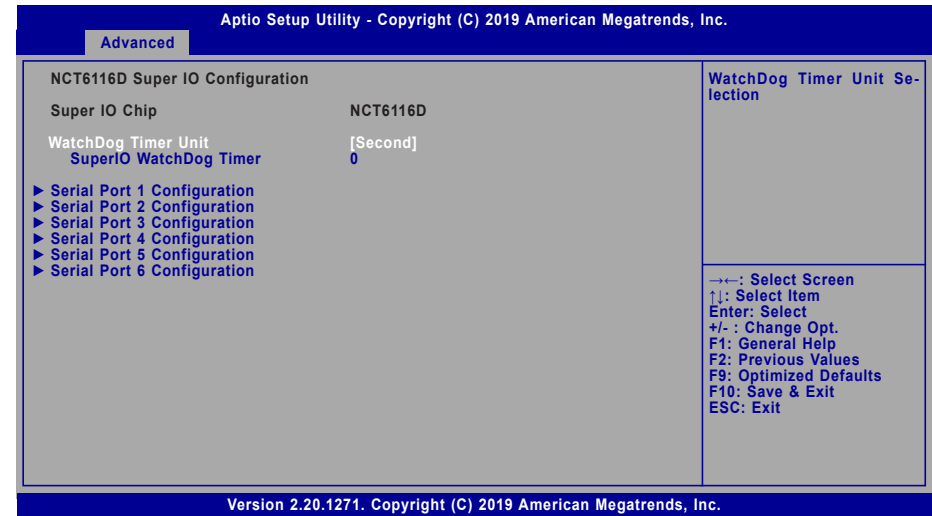 Aptio Setup Utility - Copyright (C) 2019 American Megatrends, Inc.
Advanced
NCT6116D Super IO Configuration
Super IO Chip NCT6116D
WatchDog Timer Unit [Second]
SuperIO WatchDog Timer 0
▶ Serial Port 1 Configuration
▶ Serial Port 2 Configuration
▶ Serial Port 3 Configuration
▶ Serial Port 4 Configuration
▶ Serial Port 5 Configuration
▶ Serial Port 6 Configuration
WatchDog Timer Unit Se-
lection
→←: Select Screen
↑↓: Select Item
Enter: Select
+/- : Change Opt.
F1: General Help
F2: Previous Values
F9: Optimized Defaults
F10: Save & Exit
ESC: Exit
Version 2.20.1271. Copyright (C) 2019 American Megatrends, Inc.